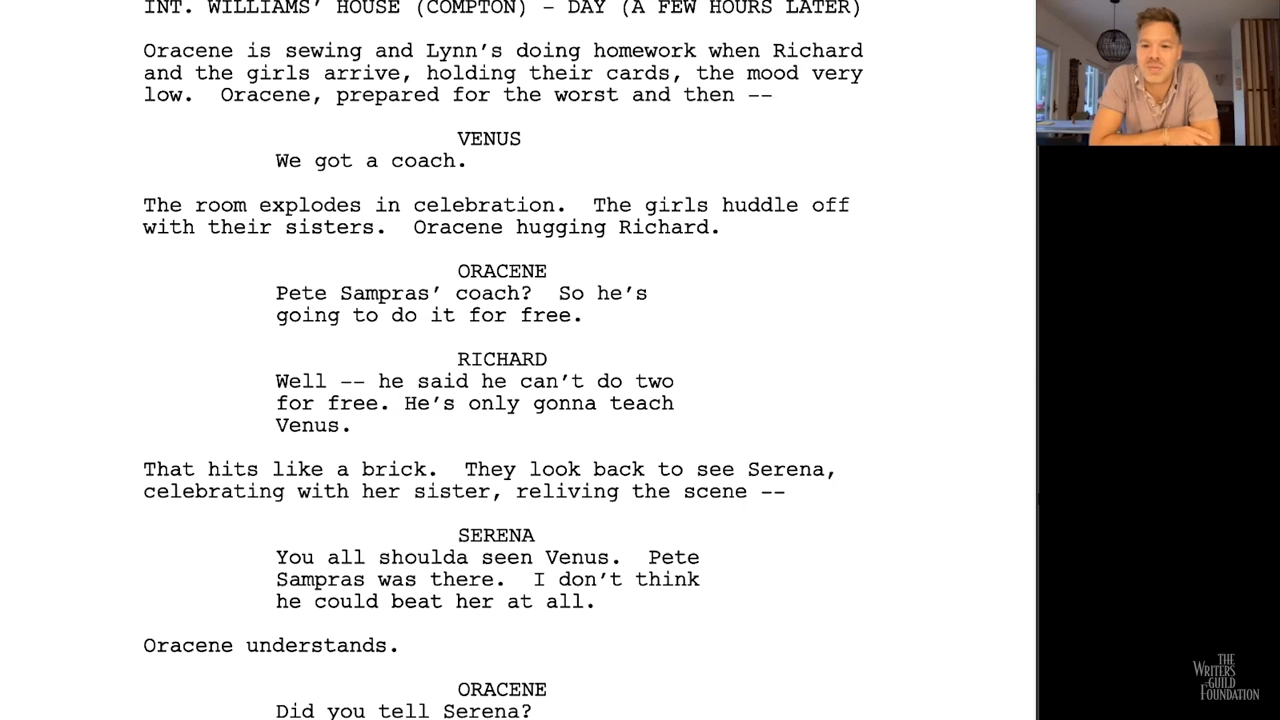 INT. WILLIAMS’ HOUSE (COMPTON) – DAY (A FEW HOURS LATER)
Oracene is sewing and Lynn’s doing homework when Richard
and the girls arrive, holding their cards, the mood very
low.  Oracene, prepared for the worst and then --
VENUS
We got a coach.
The room explodes in celebration.  The girls huddle off
with their sisters.  Oracene hugging Richard.
ORACENE
Pete Sampras’ coach?  So he’s
going to do it for free.
RICHARD
Well -- he said he can’t do two
for free. He’s only gonna teach
Venus.
That hits like a brick.  They look back to see Serena,
celebrating with her sister, reliving the scene --
SERENA
You all shoulda seen Venus.  Pete
Sampras was there.  I don’t think
he could beat her at all.
Oracene understands.
ORACENE
Did you tell Serena?
THE
WRITERS
GUILD
FOUNDATION